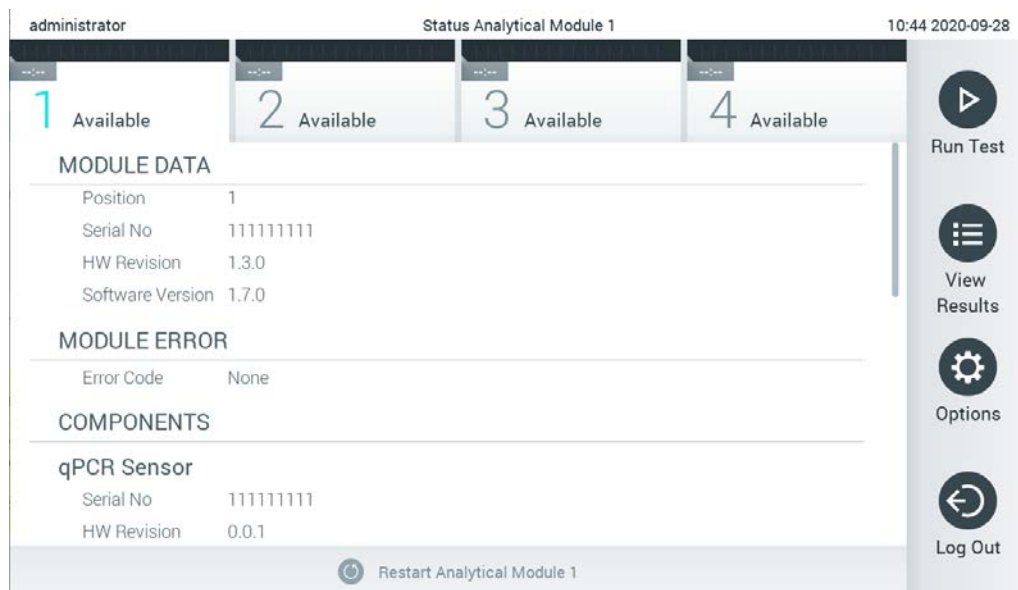 administrator Status Analytical Module 1 10:44 2020-09-28
--:-- --:-- --:-- --:--
1 Available 2 Available 3 Available 4 Available
Run Test
MODULE DATA
Position 1
Serial No 111111111
HW Revision 1.3.0
Software Version 1.7.0
View
Results
MODULE ERROR
Error Code None
Options
COMPONENTS
qPCR Sensor
Serial No 111111111
HW Revision 0.0.1
Log Out
Restart Analytical Module 1